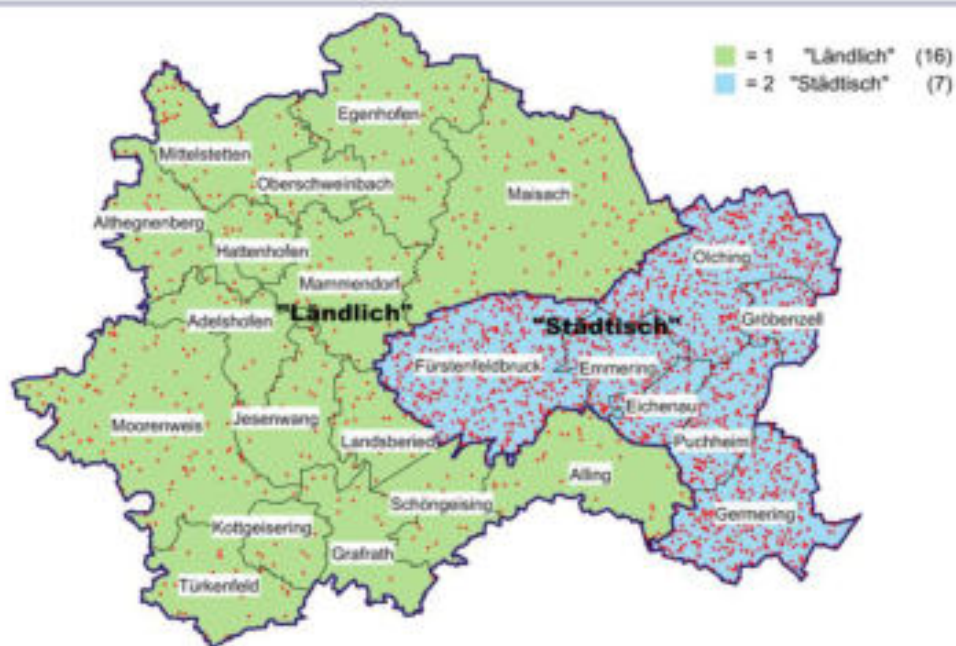 = 1 "Ländlich" (16)
= 2 "Städtisch" (7)
Egenhofen
Mittelstetten
Oberschweinbach
Maisach
Althegnenberg
Hattenhofen
Olching
Mammendorf
Adelshofen
"Ländlich"
"Städtisch"
Gröbenzell
Fürstenfeldbruck
Emmering
Eichenau
Moorenweis
Jesenwang
Landsberied
Puchheim
Alling
Schöngeising
Germering
Kottgeisering
Grafrath
Türkenfeld